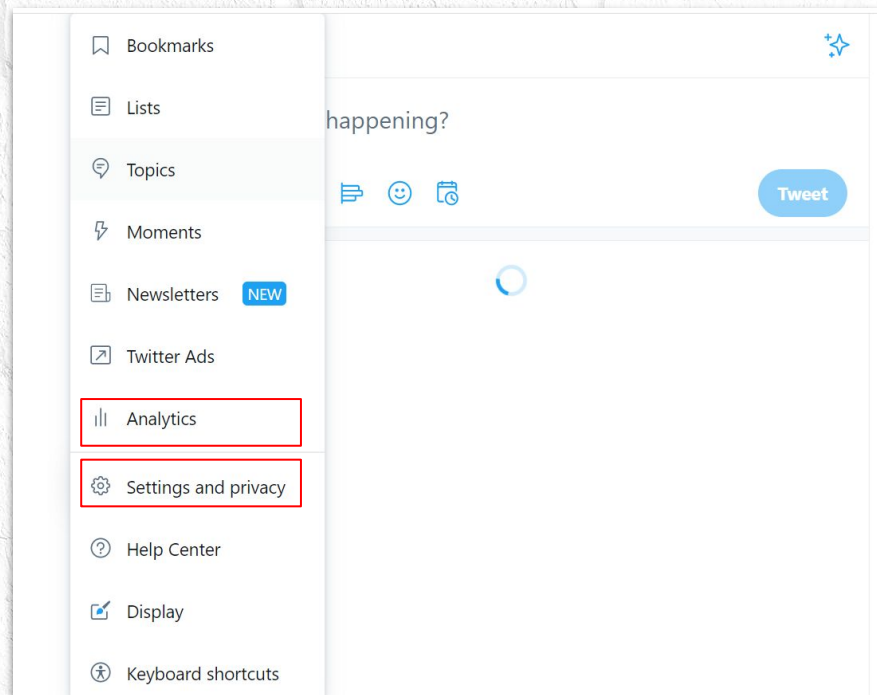 Bookmarks
Lists
happening?
Topics
Tweet
Moments
Newsletters NEW
Twitter Ads
Analytics
Settings and privacy
Help Center
Display
Keyboard shortcuts